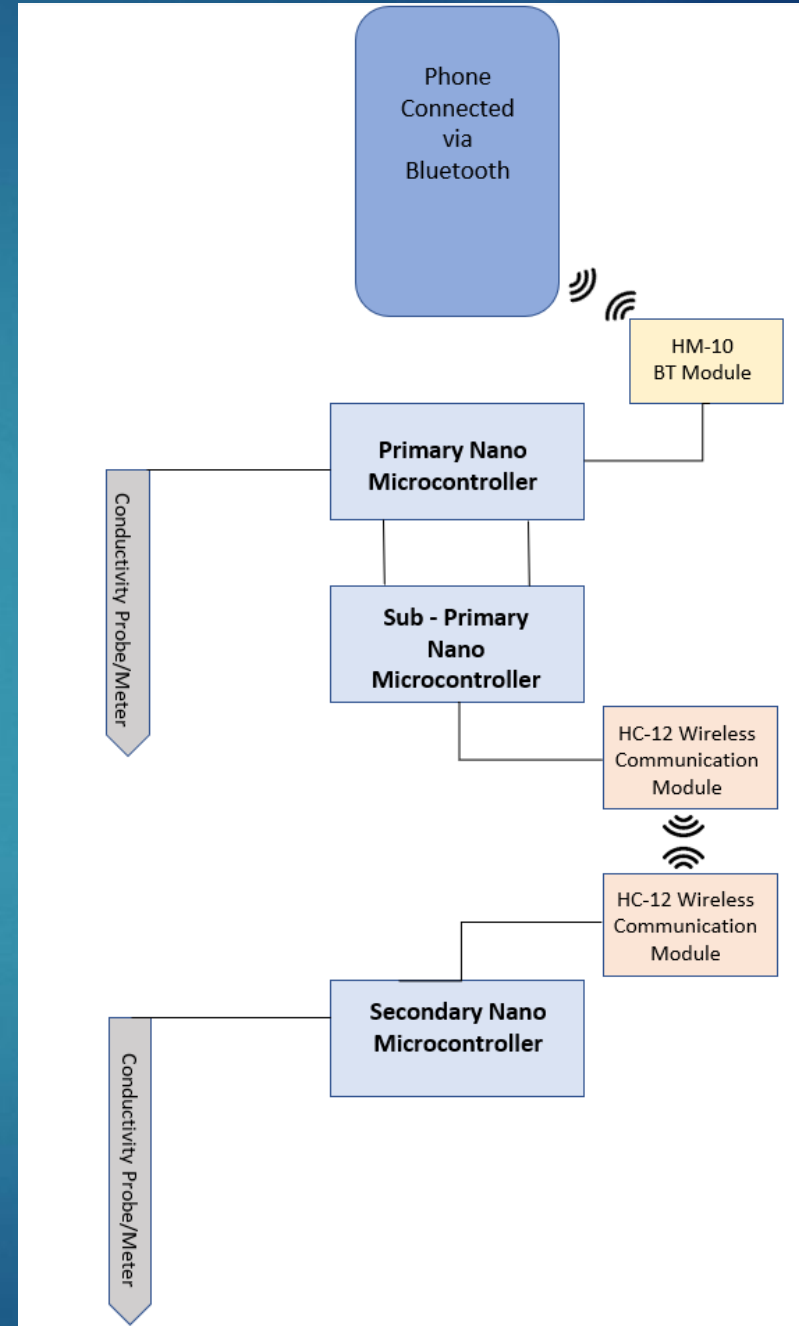 Phone
Connected
via
Bluetooth
HM-10
BT Module
Primary Nano
Microcontroller
Conductivity Probe/Meter
Sub - Primary
Nano
Microcontroller
HC-12 Wireless
Communication
Module
HC-12 Wireless
Communication
Module
Secondary Nano
Microcontroller
Conductivity Probe/Meter